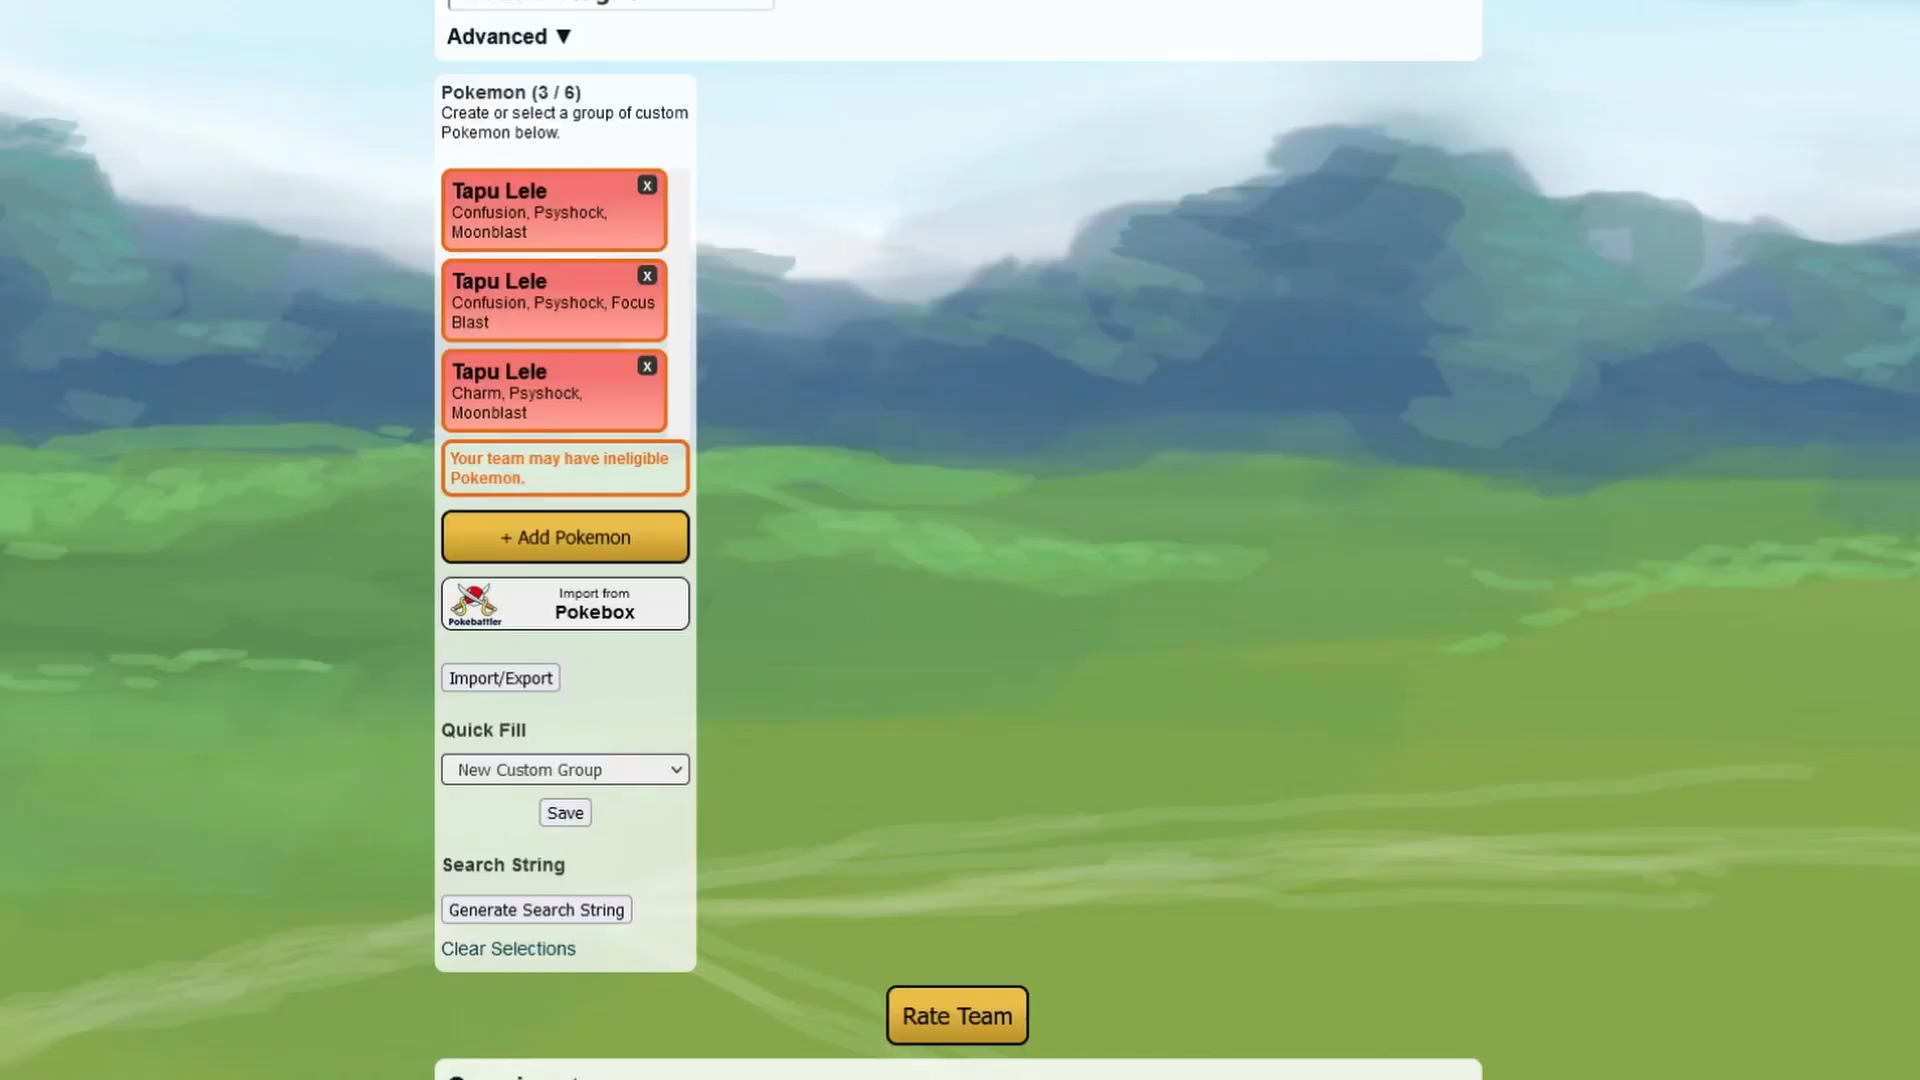 Advanced ▼
Pokemon (3 / 6)
Create or select a group of custom
Pokemon below.
Tapu Lele
X
Confusion, Psyshock,
Moonblast
Tapu Lele
X
Confusion, Psyshock, Focus
Blast
Tapu Lele
X
Charm, Psyshock,
Moonblast
Your team may have ineligible
Pokemon.
+ Add Pokemon
Pokebattler
Import from
Pokebox
Import/Export
Quick Fill
New Custom Group
Save
Search String
Generate Search String
Clear Selections
Rate Team